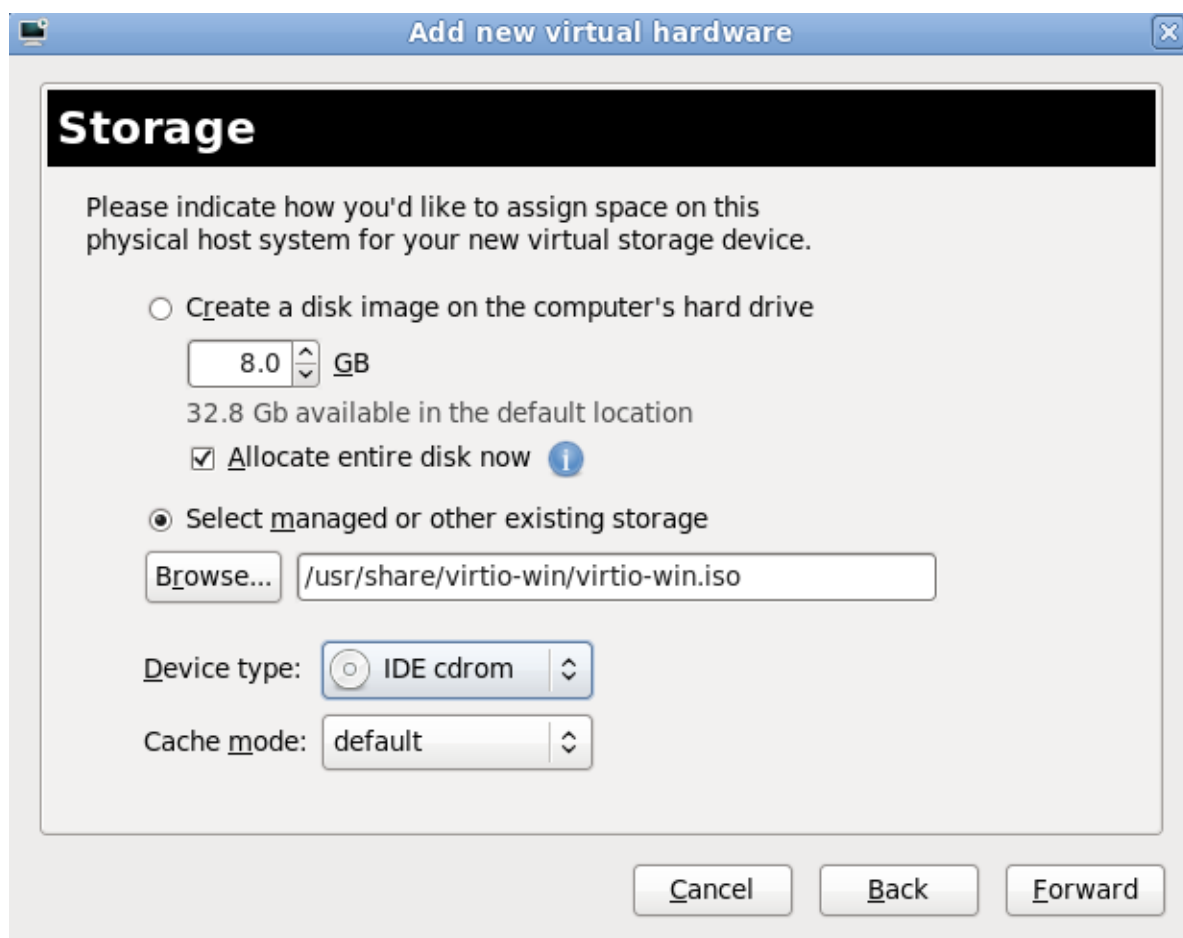 Add new virtual hardware
Storage
Please indicate how you'd like to assign space on this
physical host system for your new virtual storage device.
Create a disk image on the computer's hard drive
8.0 GB
32.8 Gb available in the default location
Allocate entire disk now
Select managed or other existing storage
Browse... /usr/share/virtio-win/virtio-win.iso
Device type: IDE cdrom
Cache mode: default
Cancel Back Forward